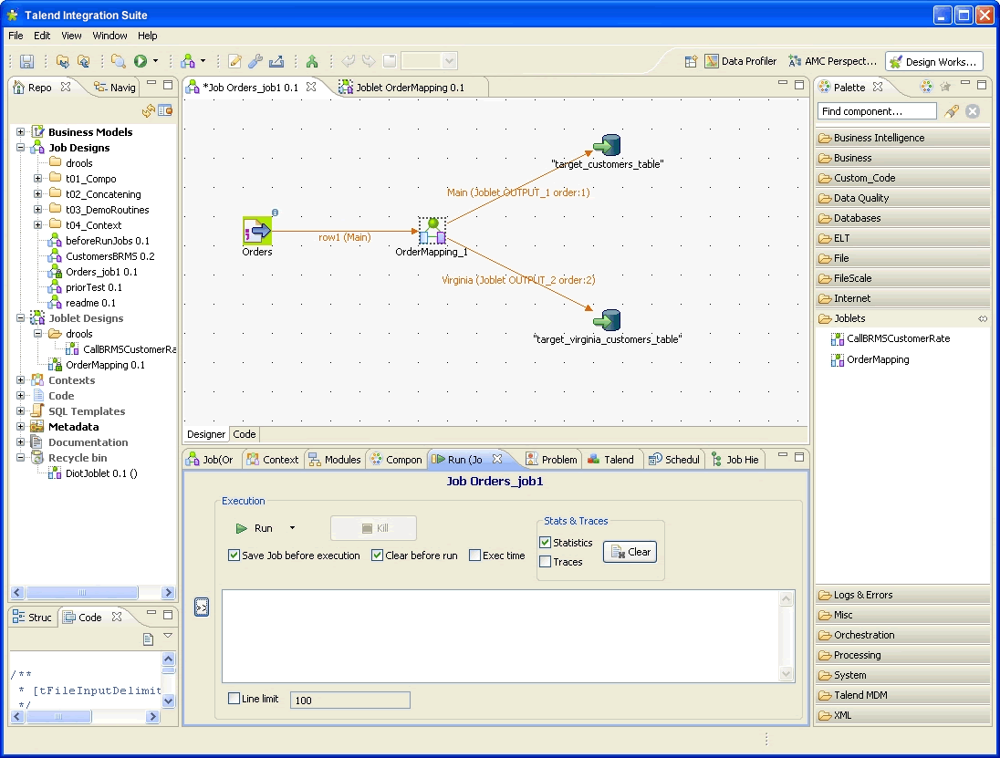 Talend Integration Suite
File Edit View Window Help
Data Profiler AMC Perspect... Design Works...
Repo Navig
Business Models
Job Designs
drools
t01_Compo
t02_Concatening
t03_DemoRoutines
t04_Context
beforeRunJobs 0.1
CustomersBRMS 0.2
Orders_job1 0.1
priorTest 0.1
readme 0.1
Joblet Designs
drools
CallBRMSCustomerRa
OrderMapping 0.1
Contexts
Code
SQL Templates
Metadata
Documentation
Recycle bin
DiotJoblet 0.1 ()
Struc Code
/**
* [tFileInputDelimit
*/
*Job Orders_job1 0.1 Joblet OrderMapping 0.1
"target_customers_table"
Main (Joblet OUTPUT_1 order:1)
row1 (Main)
Orders
OrderMapping_1
Virginia (Joblet OUTPUT_2 order:2)
"target_virginia_customers_table"
Designer Code
Job(Or Context Modules Compon Run (Jo Problem Talend Schedul Job Hie
Job Orders_job1
Execution
Run Kill
Save Job before execution Clear before run Exec time
Stats & Traces
Statistics
Traces
Clear
>>
Line limit 100
Palette
Find component...
Business Intelligence
Business
Custom_Code
Data Quality
Databases
ELT
File
FileScale
Internet
Joblets
CallBRMSCustomerRate
OrderMapping
Logs & Errors
Misc
Orchestration
Processing
System
Talend MDM
XML